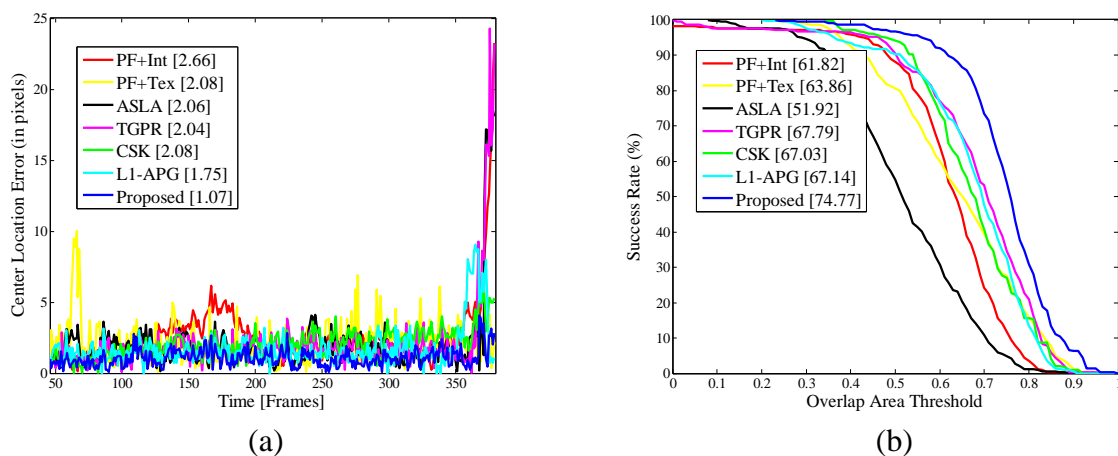 25
20
15
10
5
0
50 100 150 200 250 300 350
Center Location Error (in pixels)
Time [Frames]
PF+Int [2.66]
PF+Tex [2.08]
ASLA [2.06]
TGPR [2.04]
CSK [2.08]
L1-APG [1.75]
Proposed [1.07]
(a)
100
90
80
70
60
50
40
30
20
10
0
0 0.1 0.2 0.3 0.4 0.5 0.6 0.7 0.8 0.9
Success Rate (%)
Overlap Area Threshold
PF+Int [61.82]
PF+Tex [63.86]
ASLA [51.92]
TGPR [67.79]
CSK [67.03]
L1-APG [67.14]
Proposed [74.77]
(b)